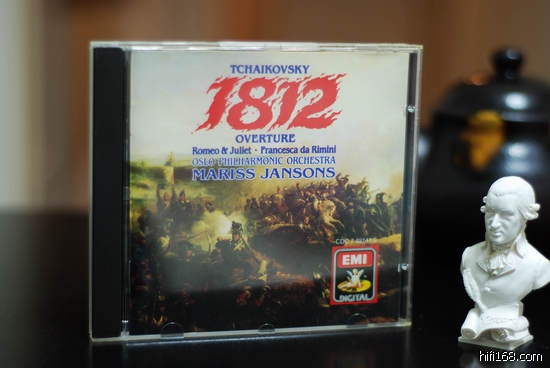 TCHAIKOVSKY
1812
OVERTURE
Romeo & Juliet · Francesca da Rimini
OSLO PHILHARMONIC ORCHESTRA
MARISS JANSONS
EMI
DIGITAL
hifi168.com